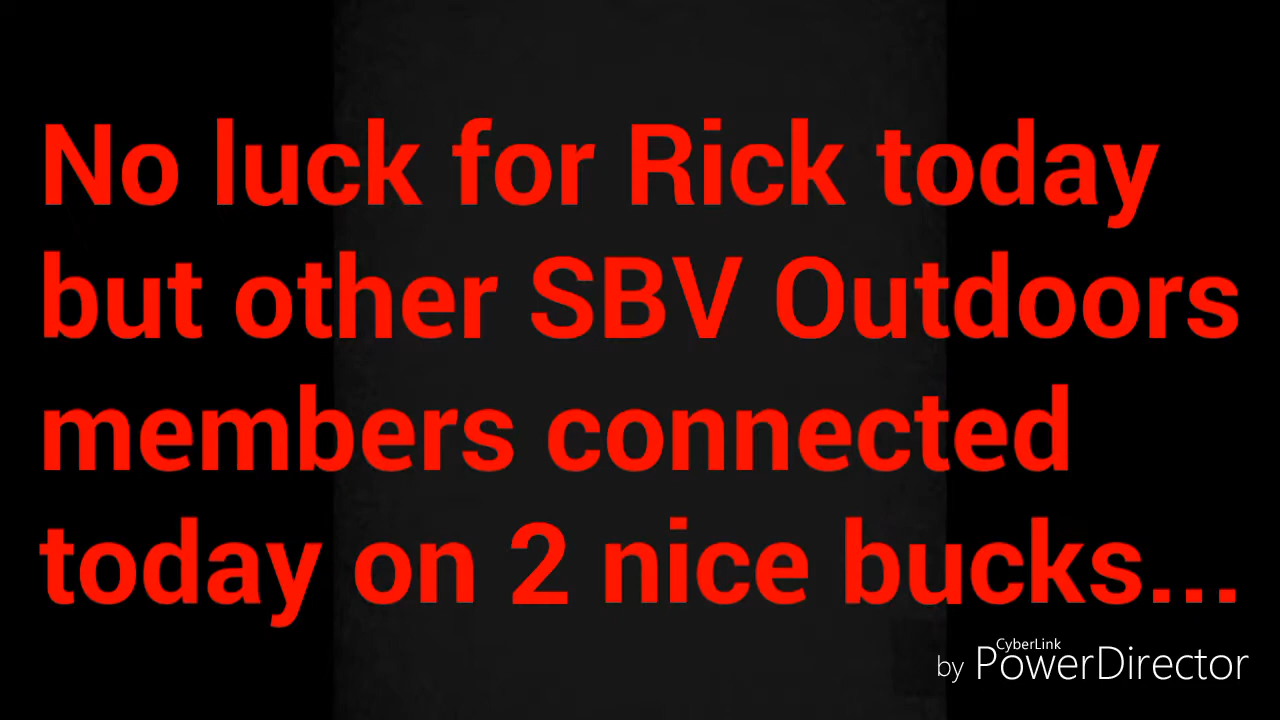 No luck for Rick today
but other SBV Outdoors
members connected
today on 2 nice bucks...
CyberLink
by PowerDirector